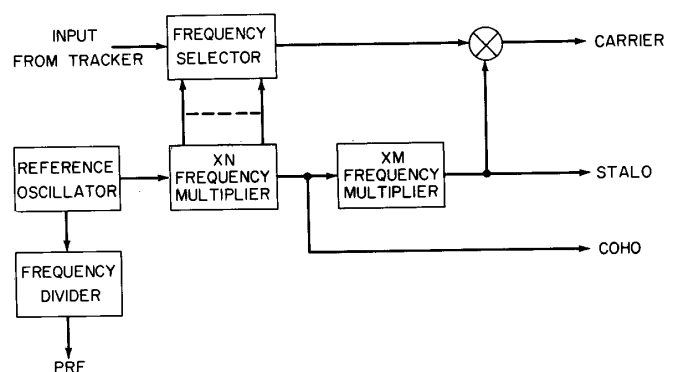 INPUT
FROM TRACKER
FREQUENCY
SELECTOR
CARRIER
REFERENCE
OSCILLATOR
XN
FREQUENCY
MULTIPLIER
XM
FREQUENCY
MULTIPLIER
STALO
COHO
FREQUENCY
DIVIDER
PRF